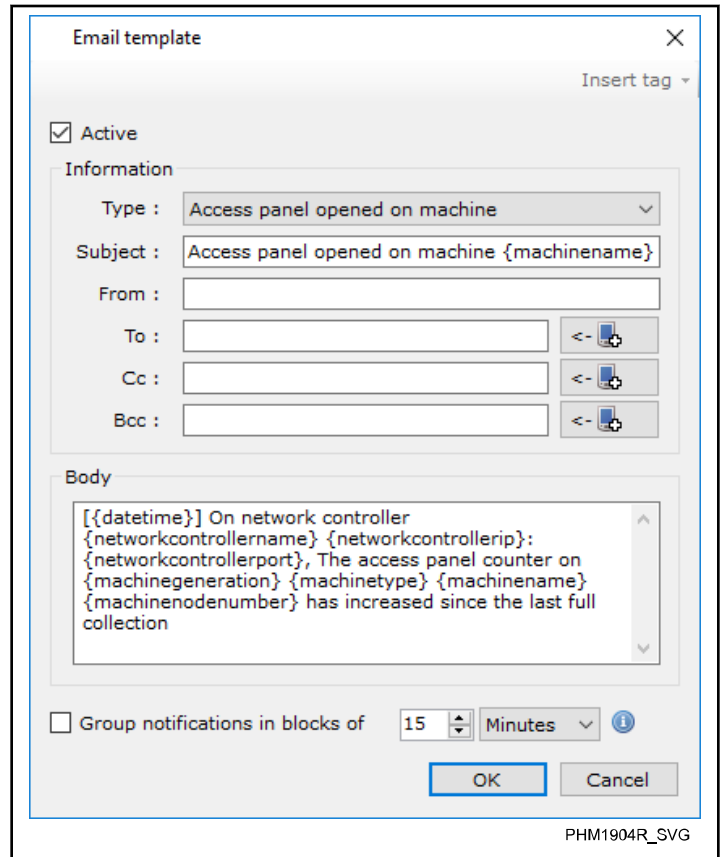 Email template
Insert tag
Active
Information
Type :
Access panel opened on machine
Subject :
Access panel opened on machine {machinename}
From :
To :
<-
Cc :
<-
Bcc :
<-
Body
[{datetime}] On network controller
{networkcontrollername} {networkcontrollerip}:
{networkcontrollerport}, The access panel counter on
{machinegeneration} {machinetype} {machinename}
{machinenodenumber} has increased since the last full
collection
Group notifications in blocks of
15
Minutes
OK
Cancel
PHM1904R_SVG